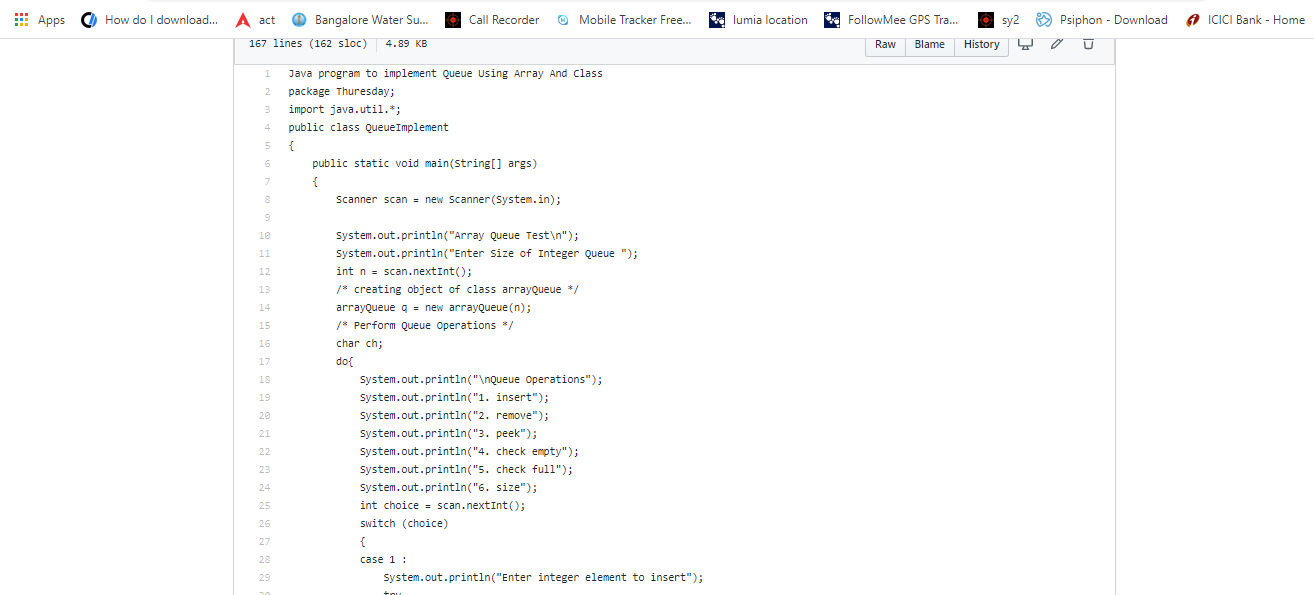 Apps How do I download... act Bangalore Water Su... Call Recorder Mobile Tracker Free... lumia location FollowMee GPS Tra... sy2 Psiphon - Download ICICI Bank - Home
167 lines (162 sloc) 4.89 KB Raw Blame History
1 Java program to implement Queue Using Array And Class
2 package Thuresday;
3 import java.util.*;
4 public class QueueImplement
5 {
6 public static void main(String[] args)
7 {
8 Scanner scan = new Scanner(System.in);
9
10 System.out.println("Array Queue Test\n");
11 System.out.println("Enter Size of Integer Queue ");
12 int n = scan.nextInt();
13 /* creating object of class arrayQueue */
14 arrayQueue q = new arrayQueue(n);
15 /* Perform Queue Operations */
16 char ch;
17 do{
18 System.out.println("\nQueue Operations");
19 System.out.println("1. insert");
20 System.out.println("2. remove");
21 System.out.println("3. peek");
22 System.out.println("4. check empty");
23 System.out.println("5. check full");
24 System.out.println("6. size");
25 int choice = scan.nextInt();
26 switch (choice)
27 {
28 case 1 :
29 System.out.println("Enter integer element to insert");